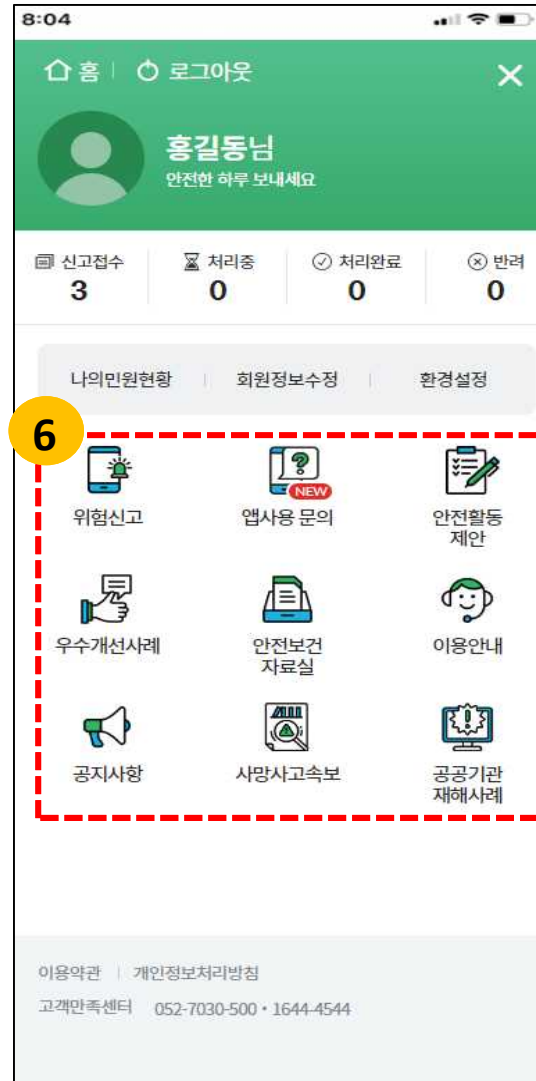 8:04
홈 로그아웃
홍길동님
안전한 하루 보내세요
신고접수 처리중 처리완료 반려
3 0 0 0
나의민원현황 회원정보수정 환경설정
6
NEW
위험신고 앱사용 문의 안전활동
제안
우수개선사례 안전보건 이용안내
자료실
공지사항 사망사고속보 공공기관
재해사례
이용약관 개인정보처리방침
고객만족센터 052-7030-500 • 1644-4544